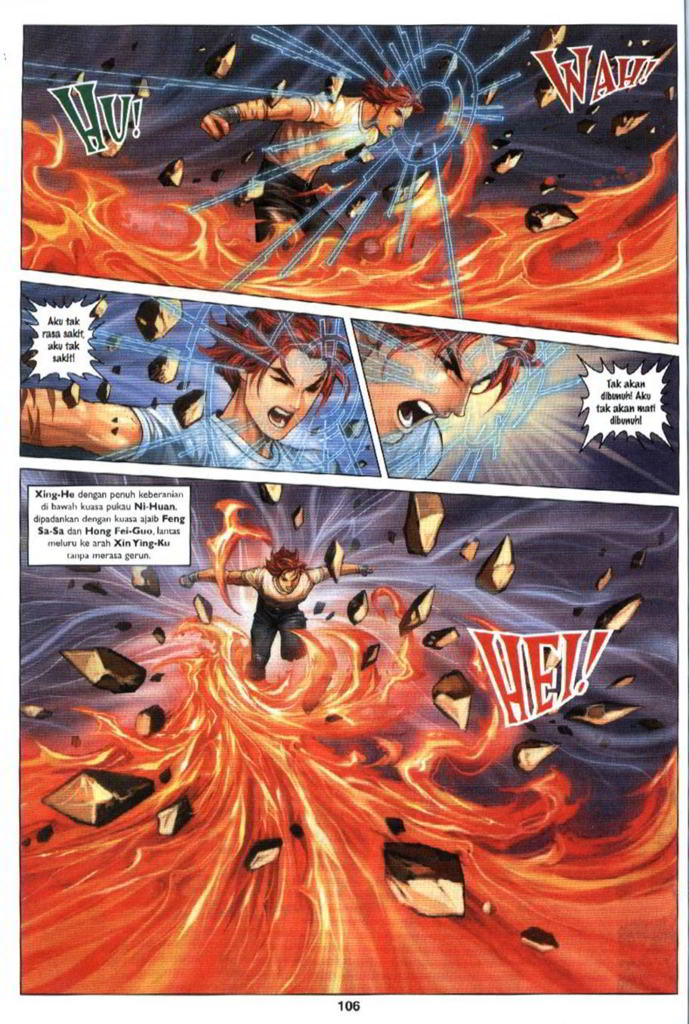 HU!
WAH!
Aku tak
rasa sakit,
aku tak
sakit!
Tak akan
dibunuh! Aku
tak akan mati
dibunuh!
Xing-He dengan penuh keberanian
di bawah kuasa pukau Ni-Huan,
dipadankan dengan kuasa ajaib Feng
Sa-Sa dan Hong Fei-Guo, lantas
meluru ke arah Xin Ying-Ku
tanpa merasa gerun.
HEI!
106